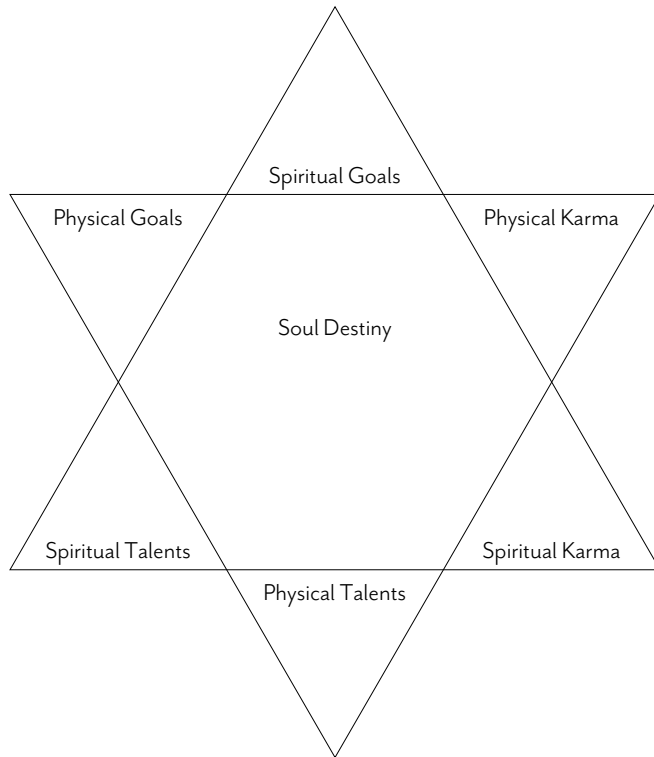 Spiritual Goals
Physical Goals
Physical Karma
Soul Destiny
Spiritual Talents
Spiritual Karma
Physical Talents